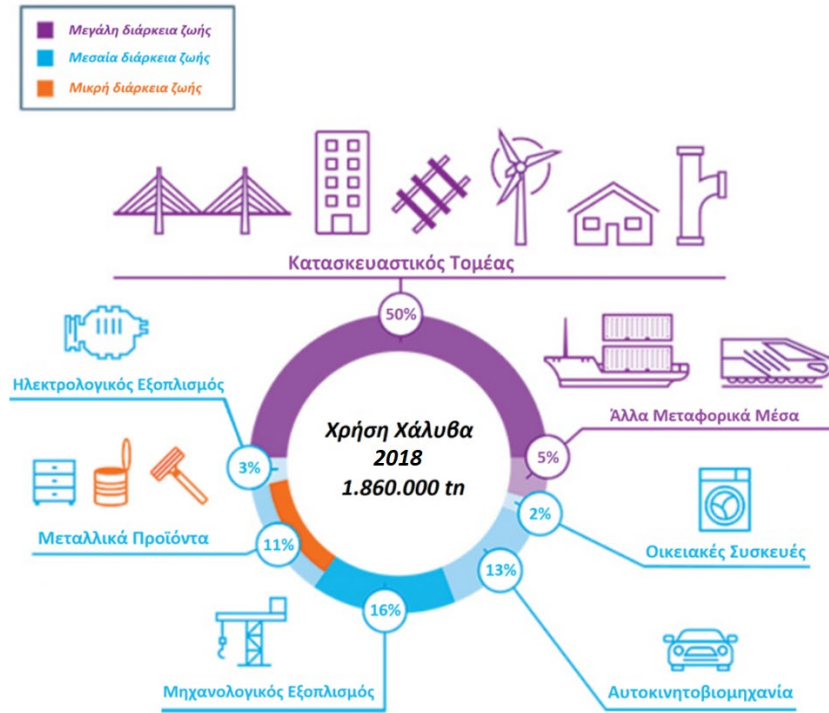 Μεγάλη διάρκεια ζωής
Μεσαία διάρκεια ζωής
Μικρή διάρκεια ζωής
Κατασκευαστικός Τομέας
50%
Ηλεκτρολογικός Εξοπλισμός
Άλλα Μεταφορικά Μέσα
Χρήση Χάλυβα
2018
1.860.000 tn
3%
5%
2%
Μεταλλικά Προϊόντα
Οικειακές Συσκευές
11%
13%
16%
Μηχανολογικός Εξοπλισμός
Αυτοκινητοβιομηχανία